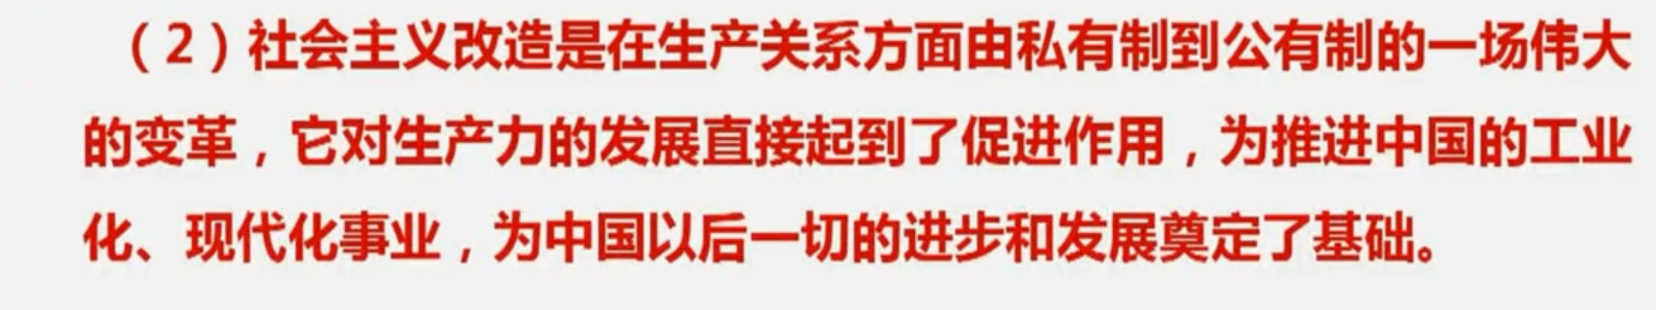 （2）社会主义改造是在生产关系方面由私有制到公有制的一场伟大
的变革，它对生产力的发展直接起到了促进作用，为推进中国的工业
化、现代化事业，为中国以后一切的进步和发展奠定了基础。